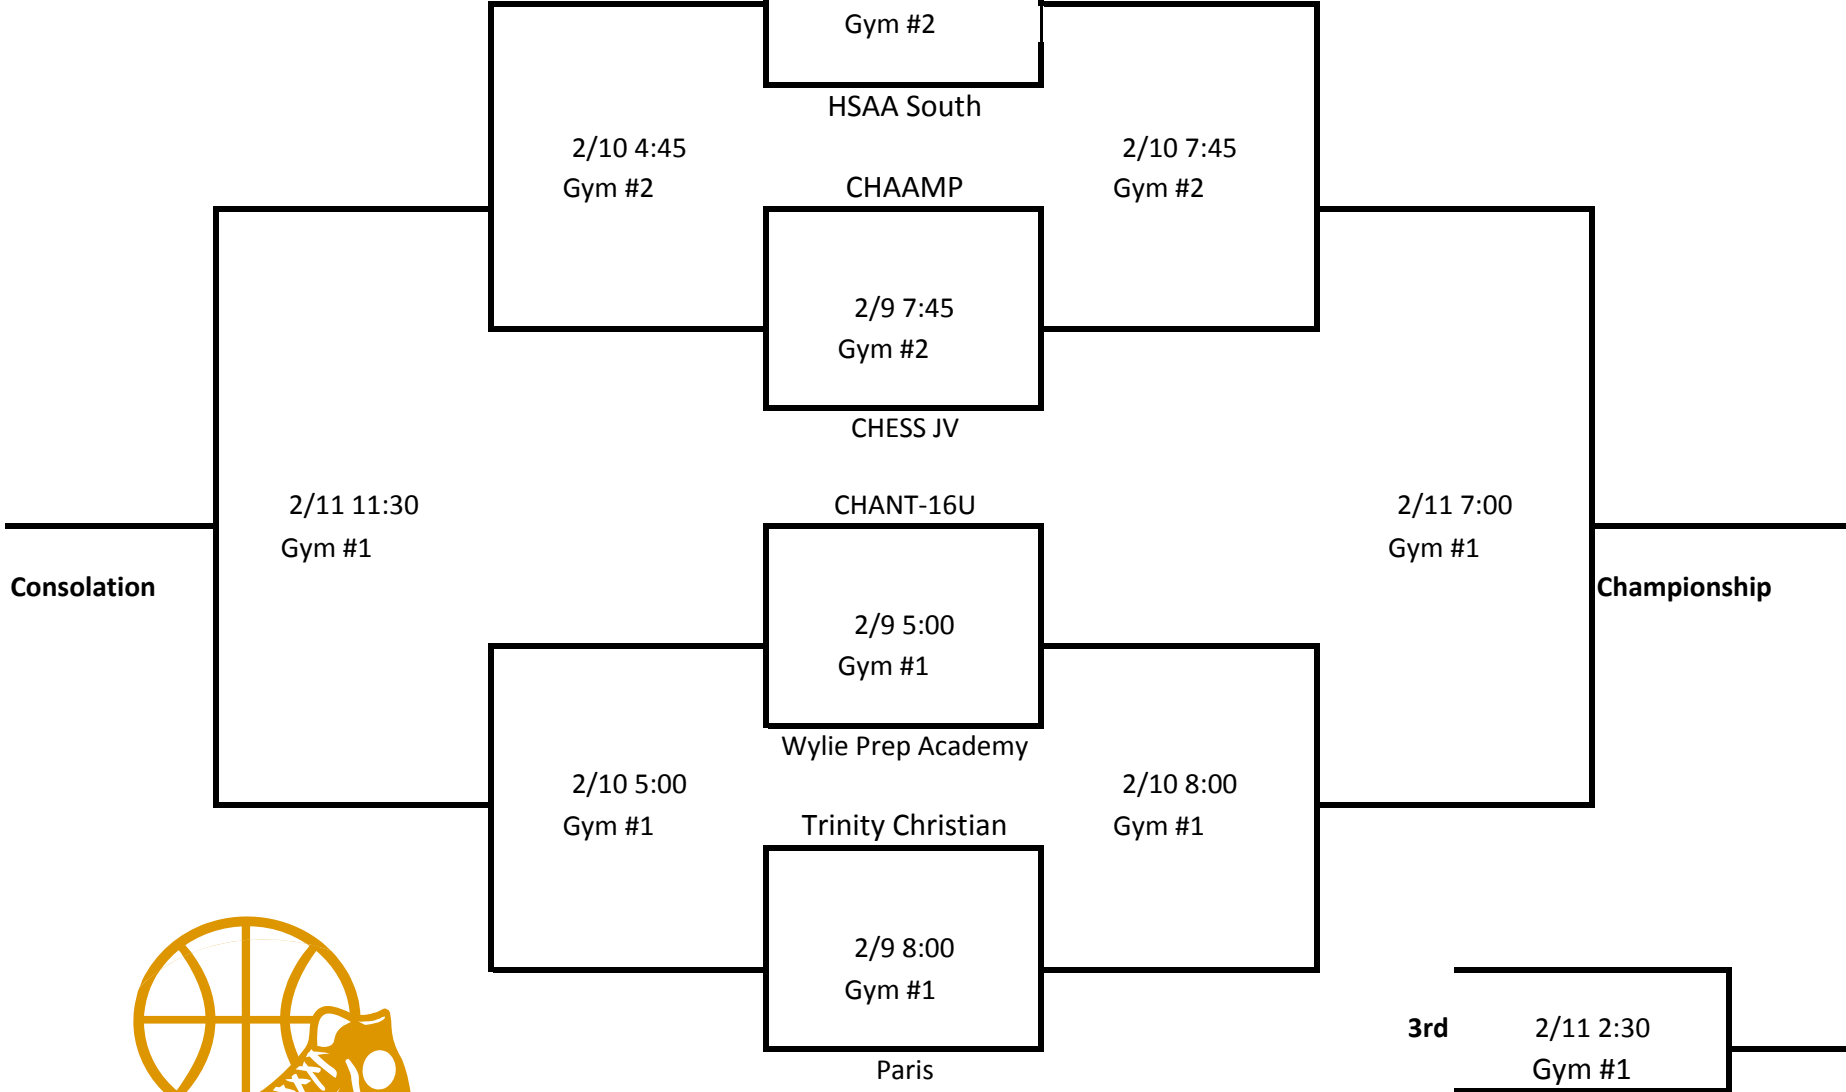 Gym #2
HSAA South
2/10 4:45
Gym #2
2/10 7:45
Gym #2
CHAAMP
2/9 7:45
Gym #2
CHESS JV
2/11 11:30
Gym #1
CHANT-16U
2/11 7:00
Gym #1
Consolation
Championship
2/9 5:00
Gym #1
Wylie Prep Academy
2/10 5:00
Gym #1
2/10 8:00
Gym #1
Trinity Christian
2/9 8:00
Gym #1
Paris
3rd
2/11 2:30
Gym #1